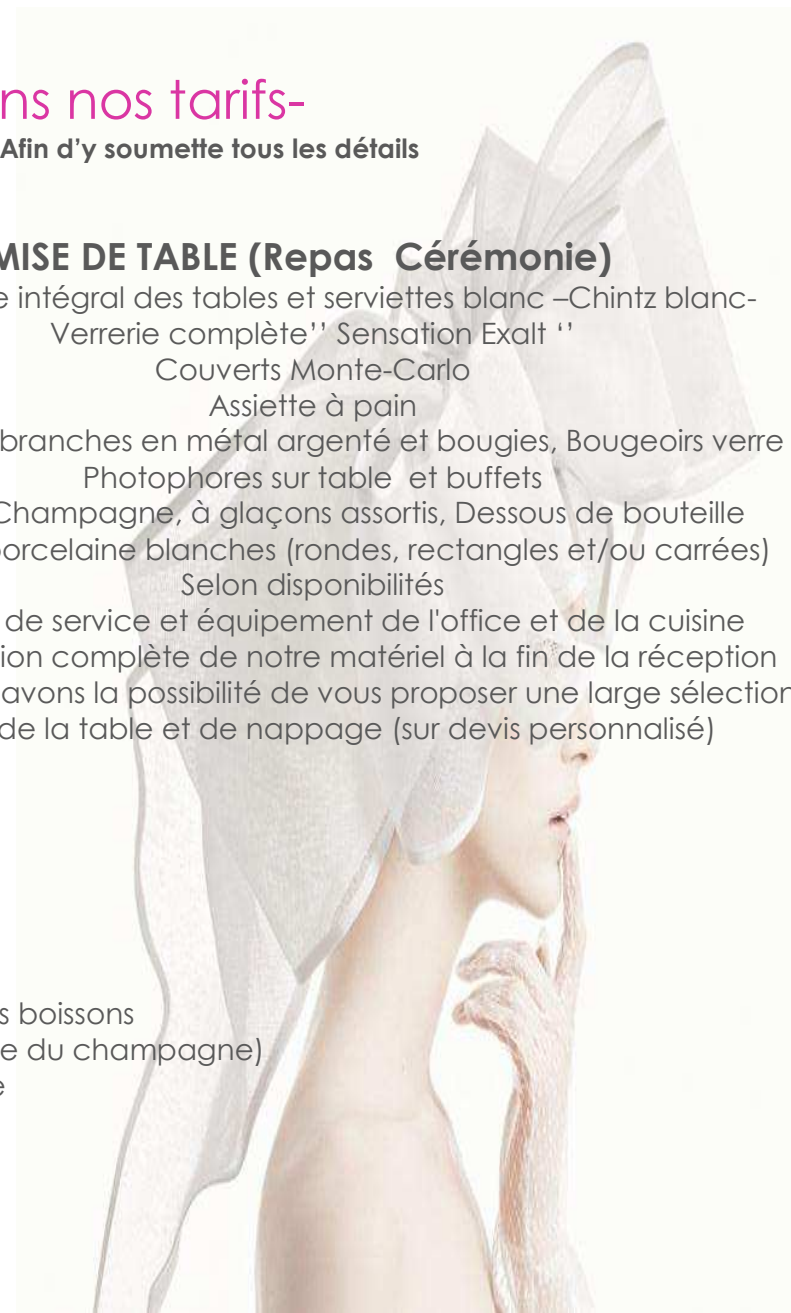 ns nos tarifs-
Afin d’y soumette tous les détails
MISE DE TABLE (Repas  Cérémonie)
e intégral des tables et serviettes blanc –Chintz blanc-
Verrerie complète’’ Sensation Exalt ‘’
Couverts Monte-Carlo
Assiette à pain
branches en métal argenté et bougies, Bougeoirs verre
Photophores sur table  et buffets
Champagne, à glaçons assortis, Dessous de bouteille
porcelaine blanches (rondes, rectangles et/ou carrées)
Selon disponibilités
de service et équipement de l'office et de la cuisine
tion complète de notre matériel à la fin de la réception
avons la possibilité de vous proposer une large sélection
de la table et de nappage (sur devis personnalisé)
s boissons
e du champagne)
e